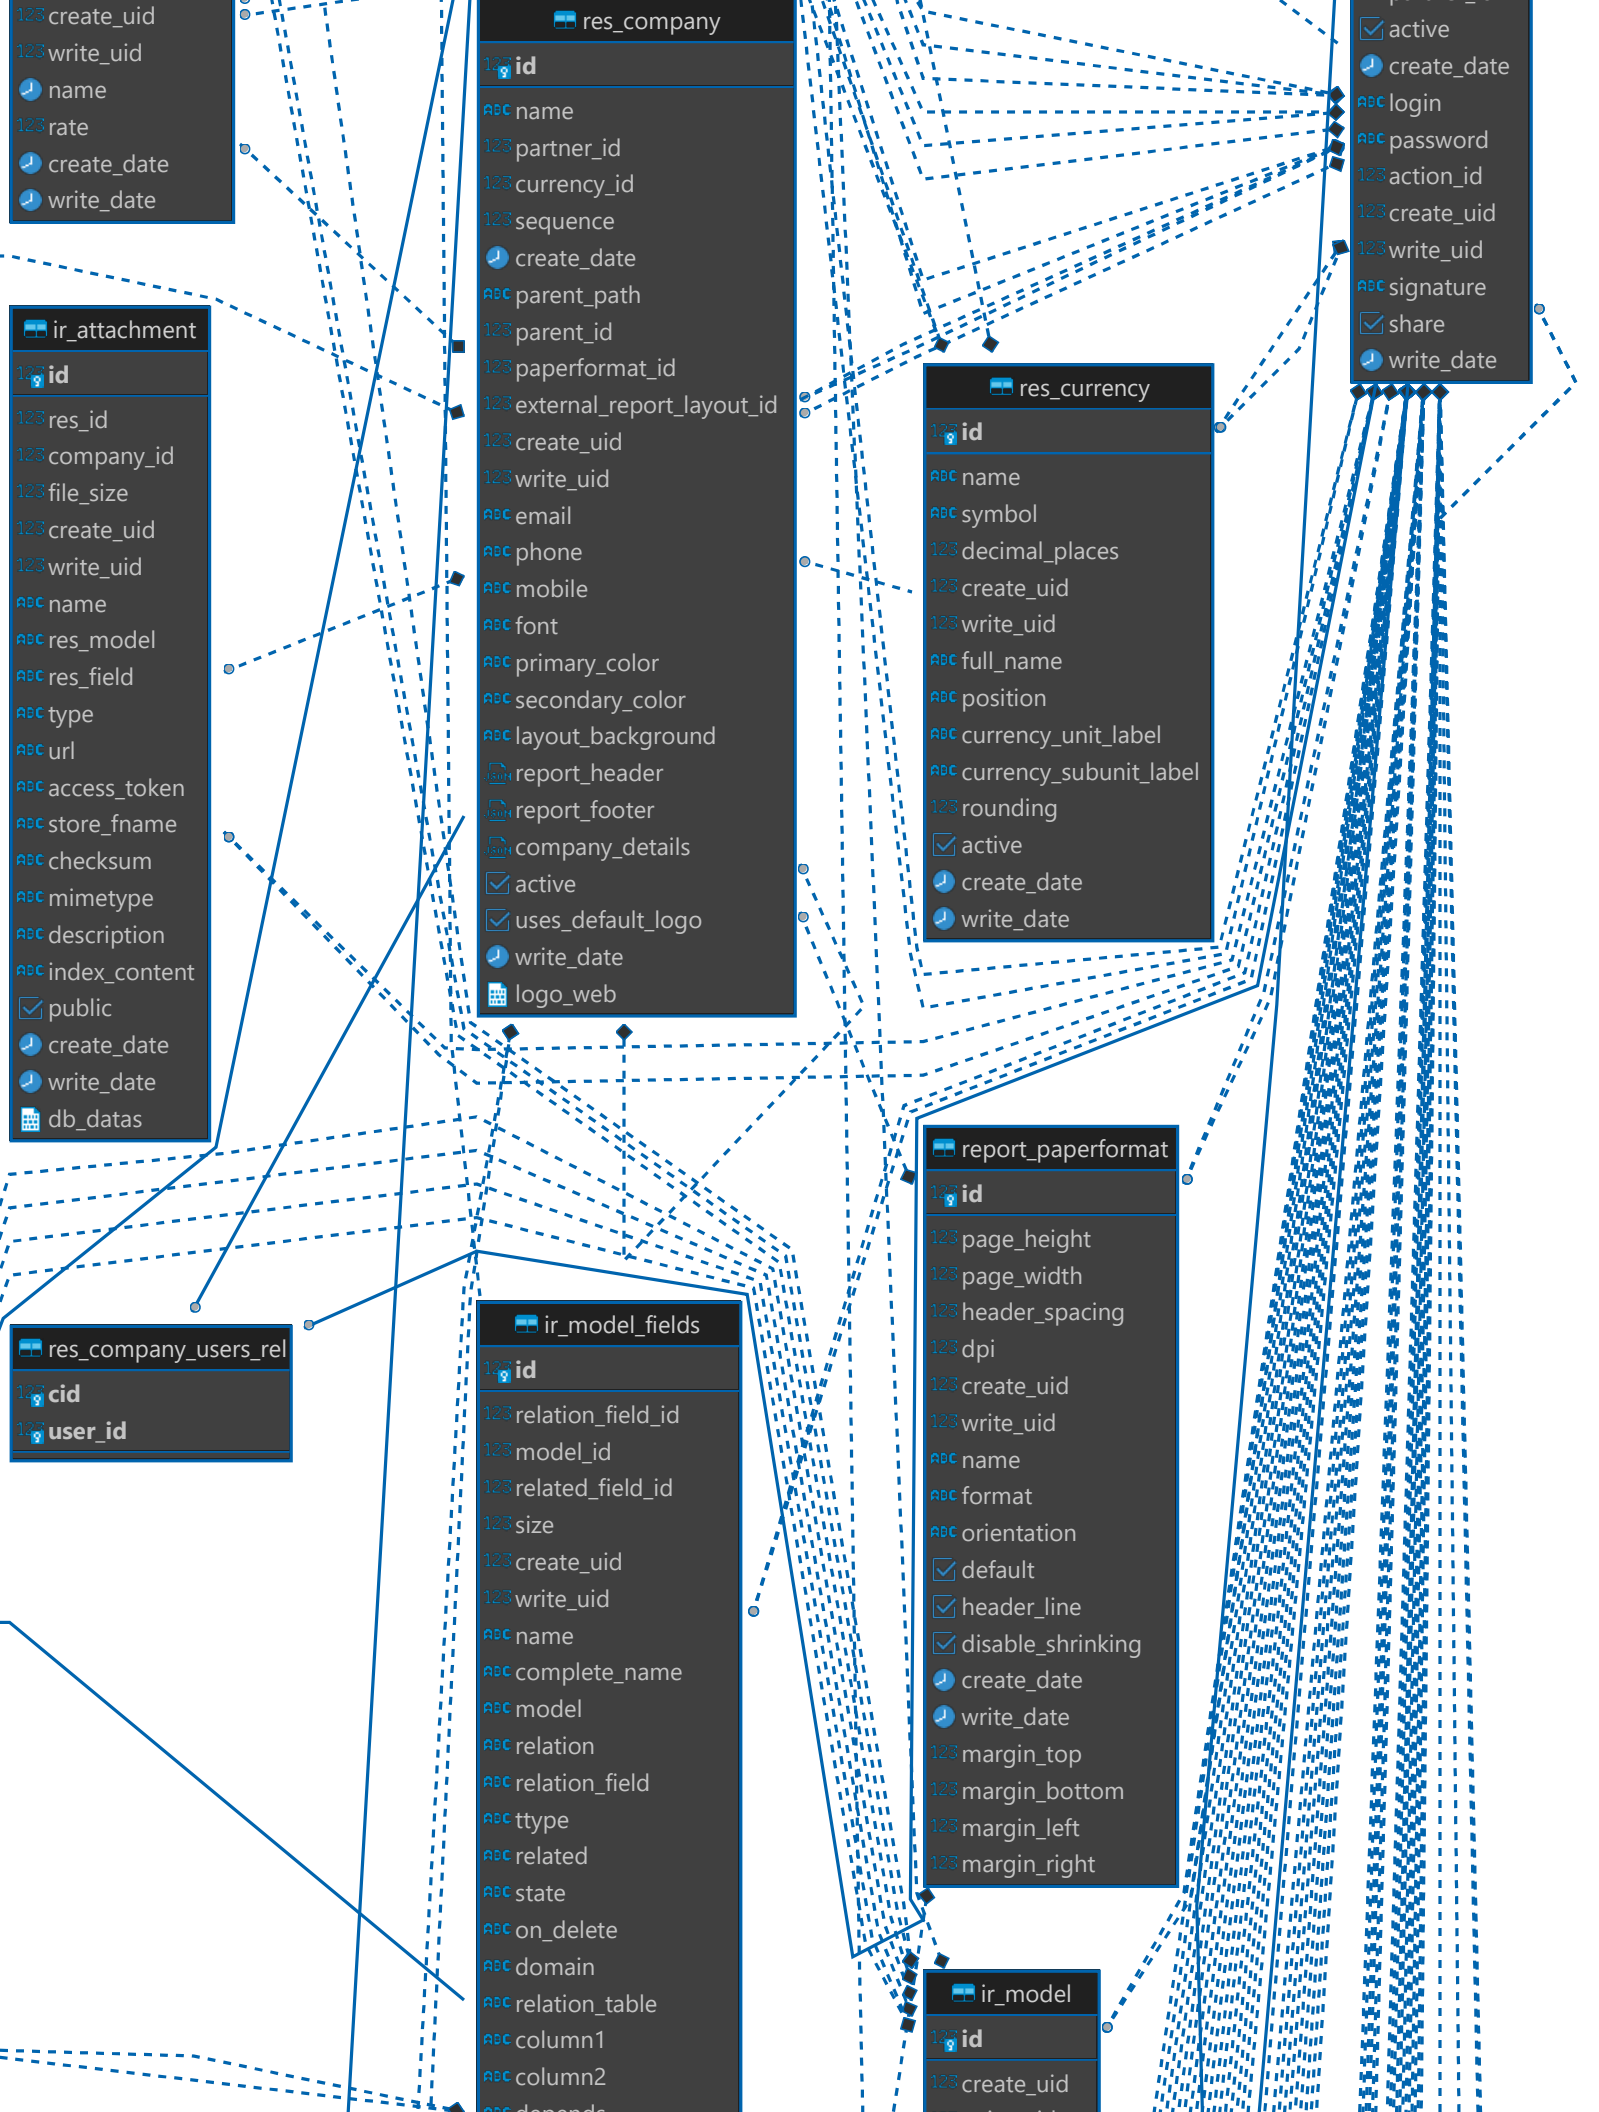 create_uid
write_uid
name
rate
create_date
write_date
ir_attachment
id
res_id
company_id
file_size
create_uid
write_uid
name
res_model
res_field
type
url
access_token
store_fname
checksum
mimetype
description
index_content
public
create_date
write_date
db_datas
res_company_users_rel
cid
user_id
res_company
id
name
partner_id
currency_id
sequence
create_date
parent_path
parent_id
paperformat_id
external_report_layout_id
create_uid
write_uid
email
phone
mobile
font
primary_color
secondary_color
layout_background
report_header
report_footer
company_details
active
uses_default_logo
write_date
logo_web
ir_model_fields
id
relation_field_id
model_id
related_field_id
size
create_uid
write_uid
name
complete_name
model
relation
relation_field
ttype
related
state
on_delete
domain
relation_table
column1
column2
depends
res_currency
id
name
symbol
decimal_places
create_uid
write_uid
full_name
position
currency_unit_label
currency_subunit_label
rounding
active
create_date
write_date
report_paperformat
id
page_height
page_width
header_spacing
dpi
create_uid
write_uid
name
format
orientation
default
header_line
disable_shrinking
create_date
write_date
margin_top
margin_bottom
margin_left
margin_right
ir_model
id
create_uid
active
create_date
login
password
action_id
create_uid
write_uid
signature
share
write_date